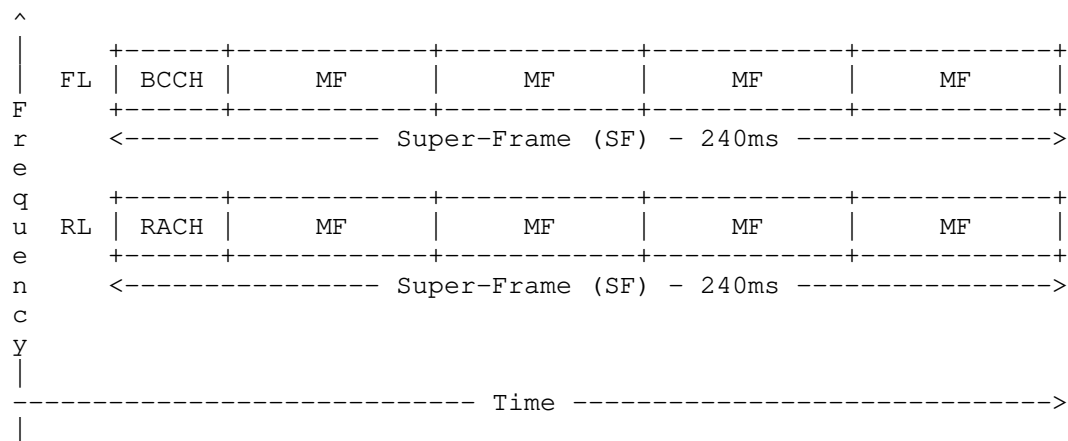 ^
|      +------+------------+------------+------------+------------+
|  FL  | BCCH |     MF     |     MF     |     MF     |     MF     |
F      +------+------------+------------+------------+------------+
r      <---------------- Super-Frame (SF) - 240ms ---------------->
e
q      +------+------------+------------+------------+------------+
u  RL  | RACH |     MF     |     MF     |     MF     |     MF     |
e      +------+------------+------------+------------+------------+
n      <---------------- Super-Frame (SF) - 240ms ---------------->
c
y
|
----------------------------- Time ------------------------------>
|